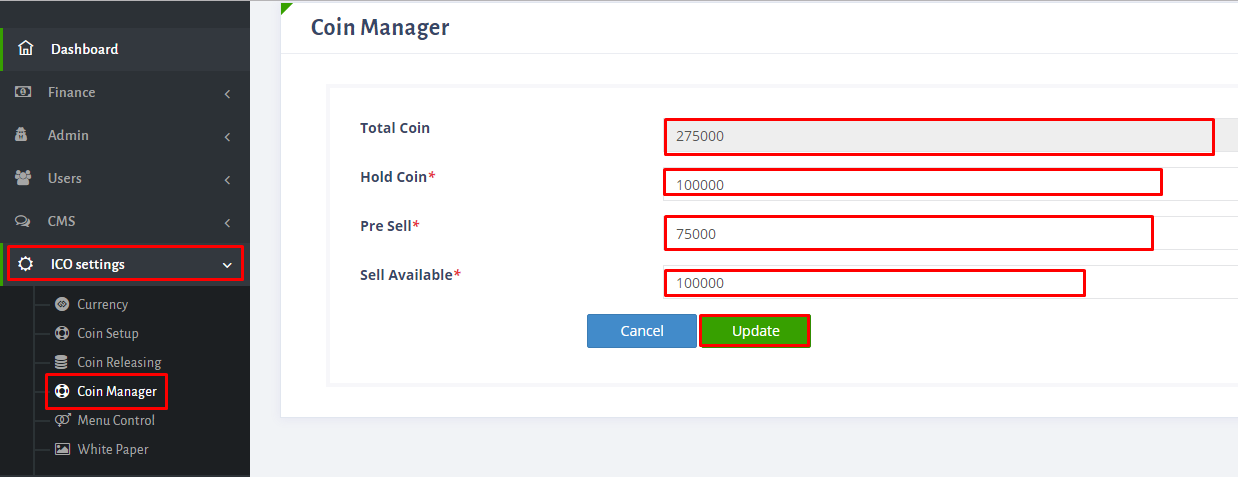 Coin Manager
Dashboard
Finance
Admin
Users
CMS
ICO settings
Currency
Coin Setup
Coin Releasing
Coin Manager
Menu Control
White Paper
Total Coin 275000
Hold Coin* 100000
Pre Sell* 75000
Sell Available* 100000
Cancel Update